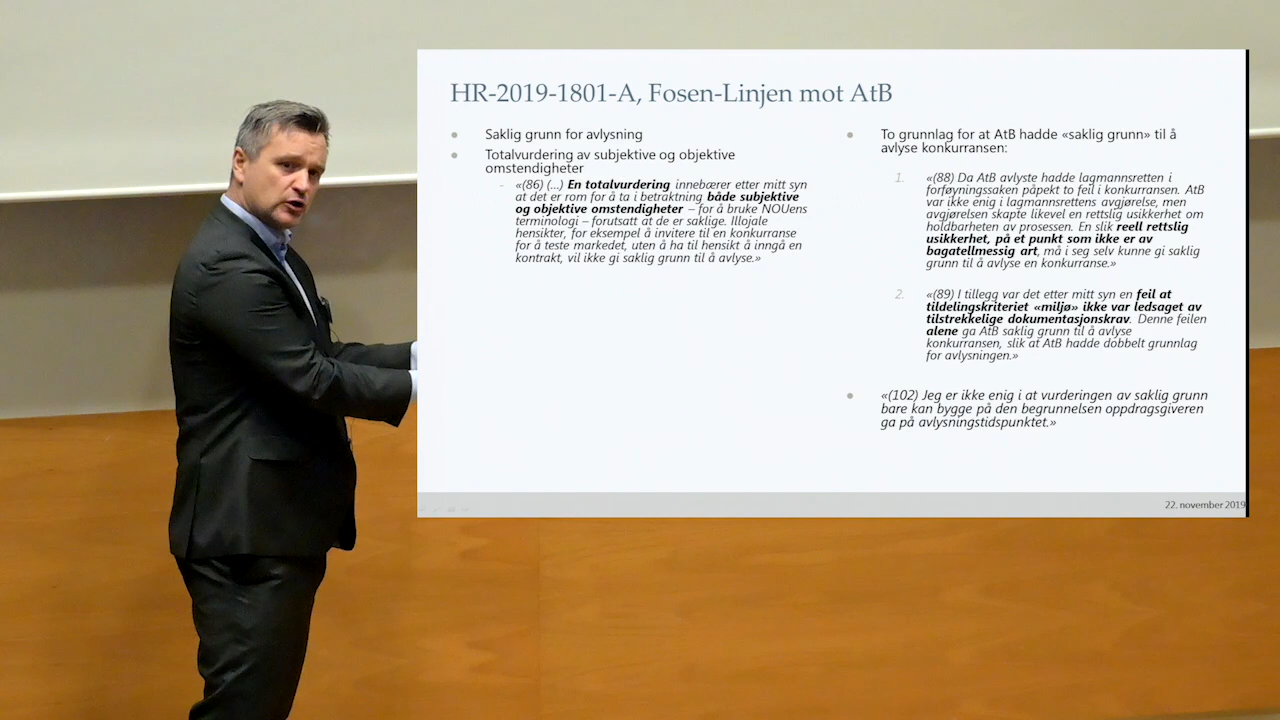 HR-2019-1801-A, Fosen-Linjen mot AtB
Saklig grunn for avlysning
Totalvurdering av subjektive og objektive
omstendigheter
- «(86) (...) En totalvurdering innebærer etter mitt syn
at det er rom for å ta i betraktning både subjektive
og objektive omstendigheter – for å bruke NOUens
terminologi – forutsatt at de er saklige. Illojale
hensikter, for eksempel å invitere til en konkurranse
for å teste markedet, uten å ha til hensikt å inngå en
kontrakt, vil ikke gi saklig grunn til å avlyse.»
To grunnlag for at AtB hadde «saklig grunn» til å
avlyse konkurransen:
1. «(88) Da AtB avlyste hadde lagmannsretten i
forføyningssaken påpekt to feil i konkurransen. AtB
var ikke enig i lagmannsrettens avgjørelse, men
avgjørelsen skapte likevel en rettslig usikkerhet om
holdbarheten av prosessen. En slik reell rettslig
usikkerhet, på et punkt som ikke er av
bagatellmessig art, må i seg selv kunne gi saklig
grunn til å avlyse en konkurranse.»
2. «(89) I tillegg var det etter mitt syn en feil at
tildelingskriteriet «miljø» ikke var ledsaget av
tilstrekkelige dokumentasjonskrav. Denne feilen
alene ga AtB saklig grunn til å avlyse
konkurransen, slik at AtB hadde dobbelt grunnlag
for avlysningen.»
«(102) Jeg er ikke enig i at vurderingen av saklig grunn
bare kan bygge på den begrunnelsen oppdragsgiveren
ga på avlysningstidspunktet.»
22. november 2019